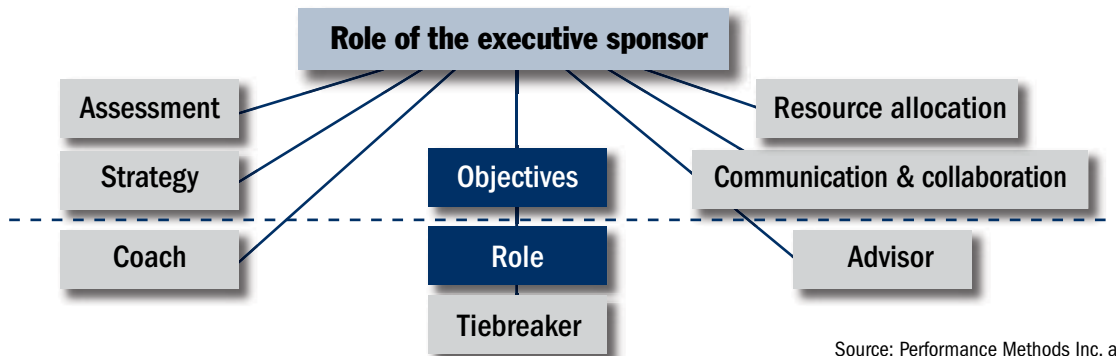 Role of the executive sponsor
Assessment
Resource allocation
Strategy
Objectives
Communication & collaboration
Coach
Role
Advisor
Tiebreaker
Source: Performance Methods Inc. a